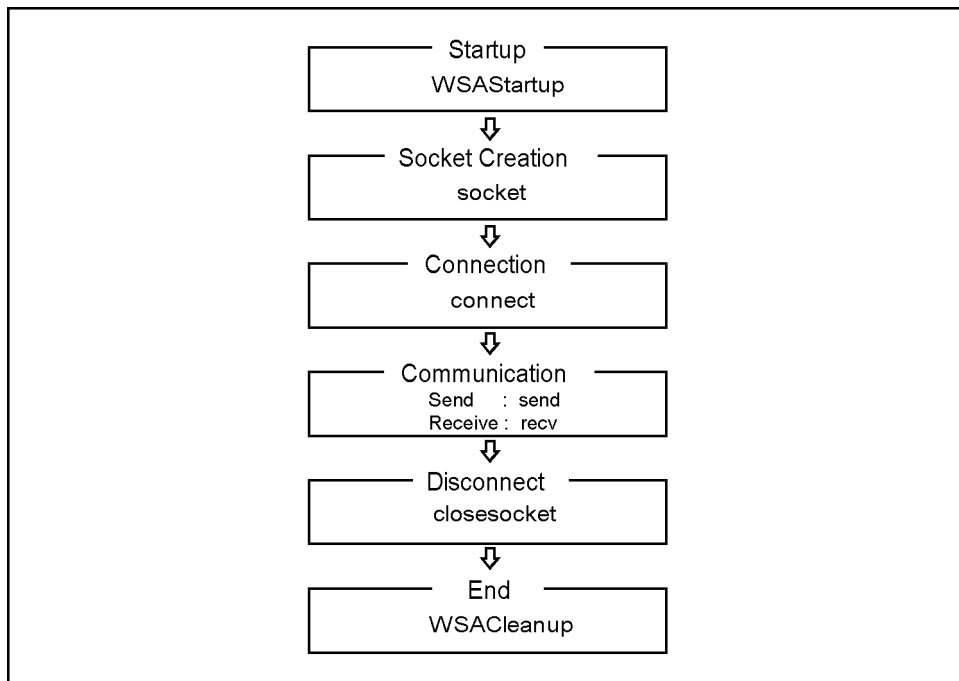 Startup
WSAStartup
Socket Creation
socket
Connection
connect
Communication
Send : send
Receive : recv
Disconnect
closesocket
End
WSACleanup